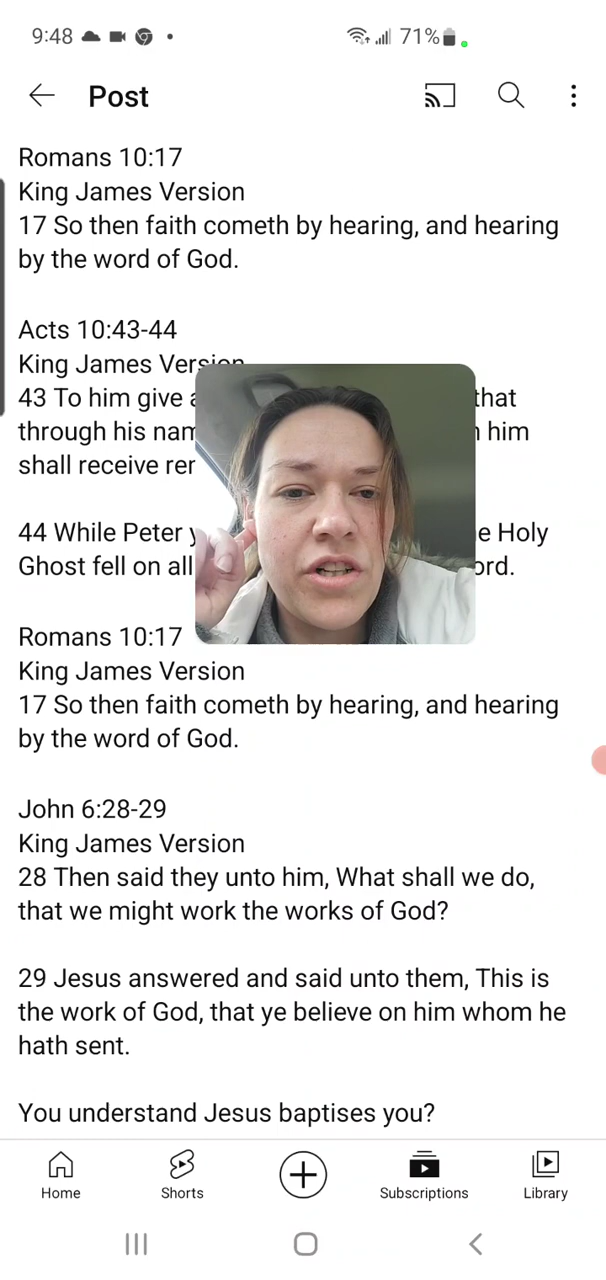 9:48
71%
Post
Romans 10:17
King James Version
17 So then faith cometh by hearing, and hearing
by the word of God.
Acts 10:43-44
King James Version
43 To him give that
through his him
shall receive
44 While Peter Holy
Ghost fell on all
Romans 10:17
King James Version
17 So then faith cometh by hearing, and hearing
by the word of God.
John 6:28-29
King James Version
28 Then said they unto him, What shall we do,
that we might work the works of God?
29 Jesus answered and said unto them, This is
the work of God, that ye believe on him whom he
hath sent.
You understand Jesus baptises you?
Home Shorts Subscriptions Library